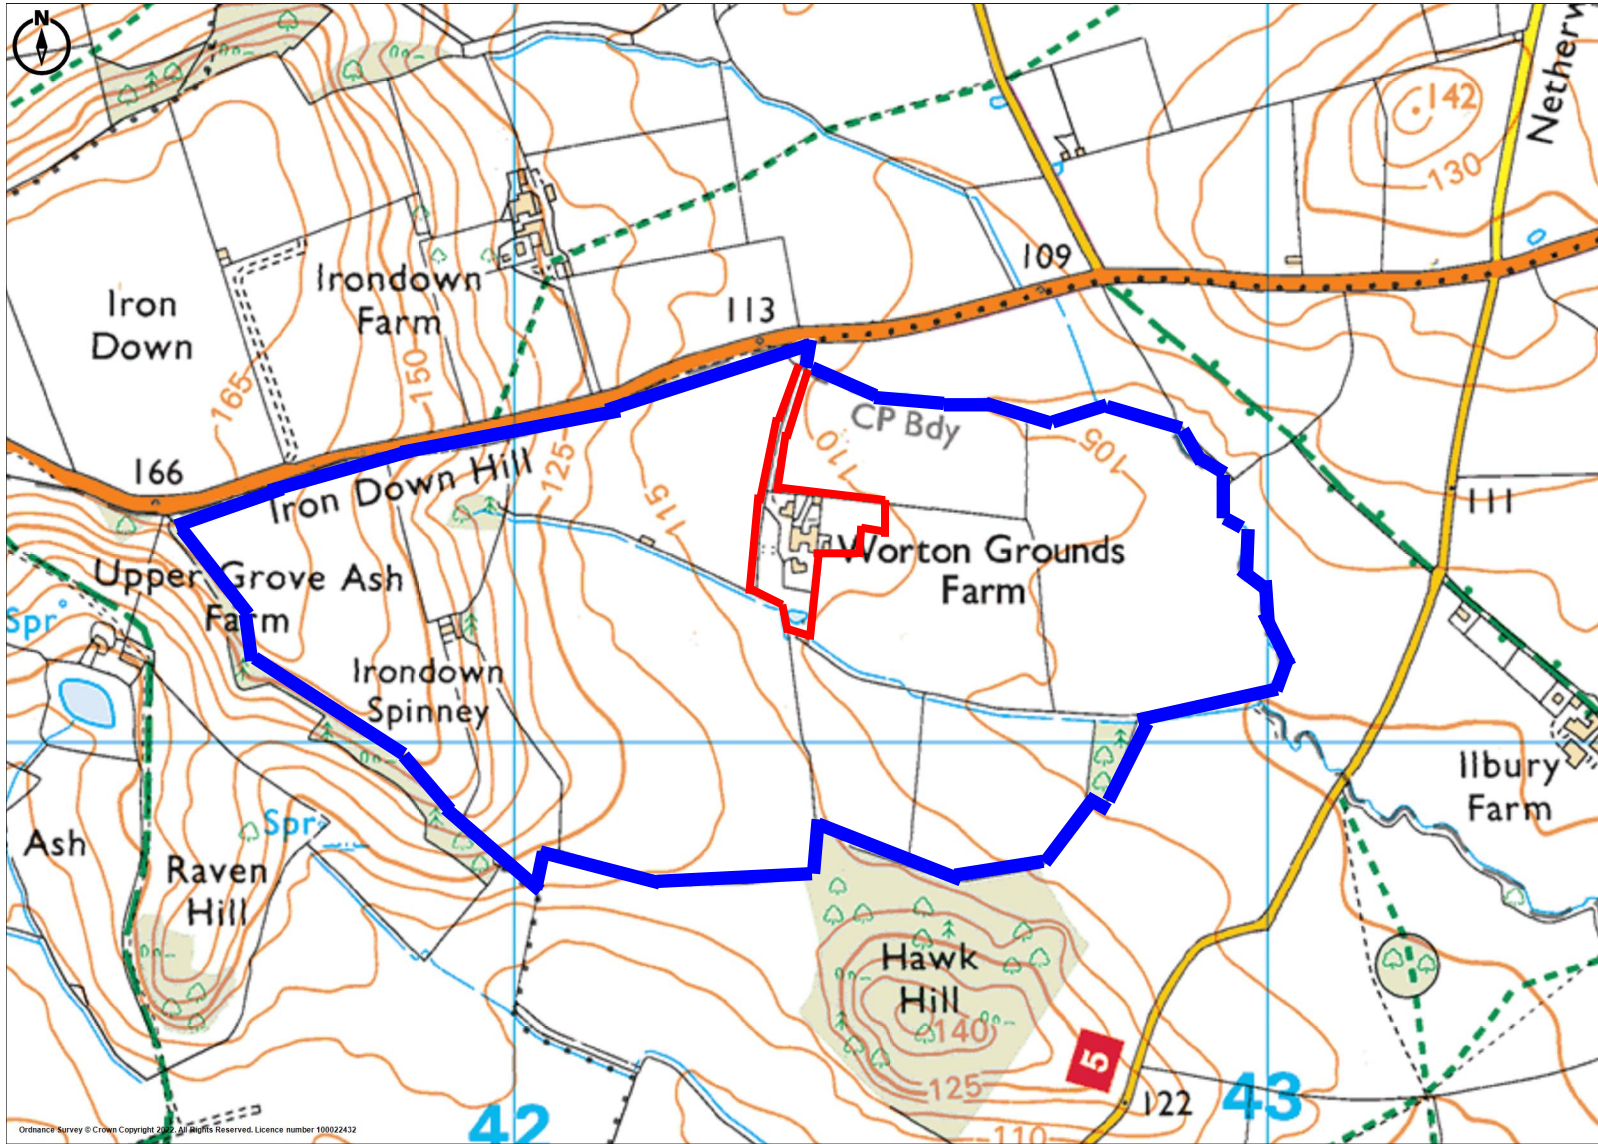 N
142
130
Netherw
109
Irondown
Farm
Iron
Down
113
150
165
CP Bdy
105
110
125
166
Iron Down Hill
115
111
Upper Grove Ash
Farm
Worton Grounds
Farm
Spr
Irondown
Spinney
Ilbury
Farm
Spr
Ash
Raven
Hill
Hawk
Hill
140
5
125
43
122
42
110
Ordnance Survey © Crown Copyright 2022. All Rights Reserved. Licence number 100022432